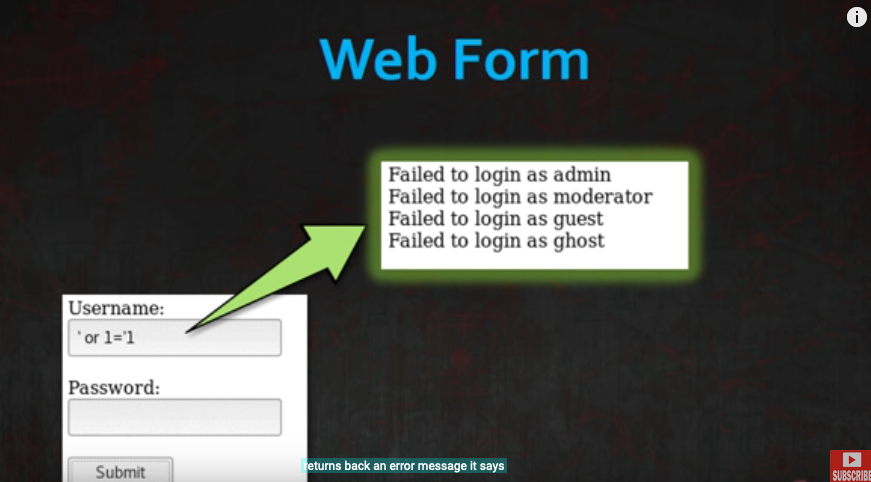 i
Web Form
Failed to login as admin
Failed to login as moderator
Failed to login as guest
Failed to login as ghost
Username:
' or 1='1
Password:
Submit
returns back an error message it says
SUBSCRIBE